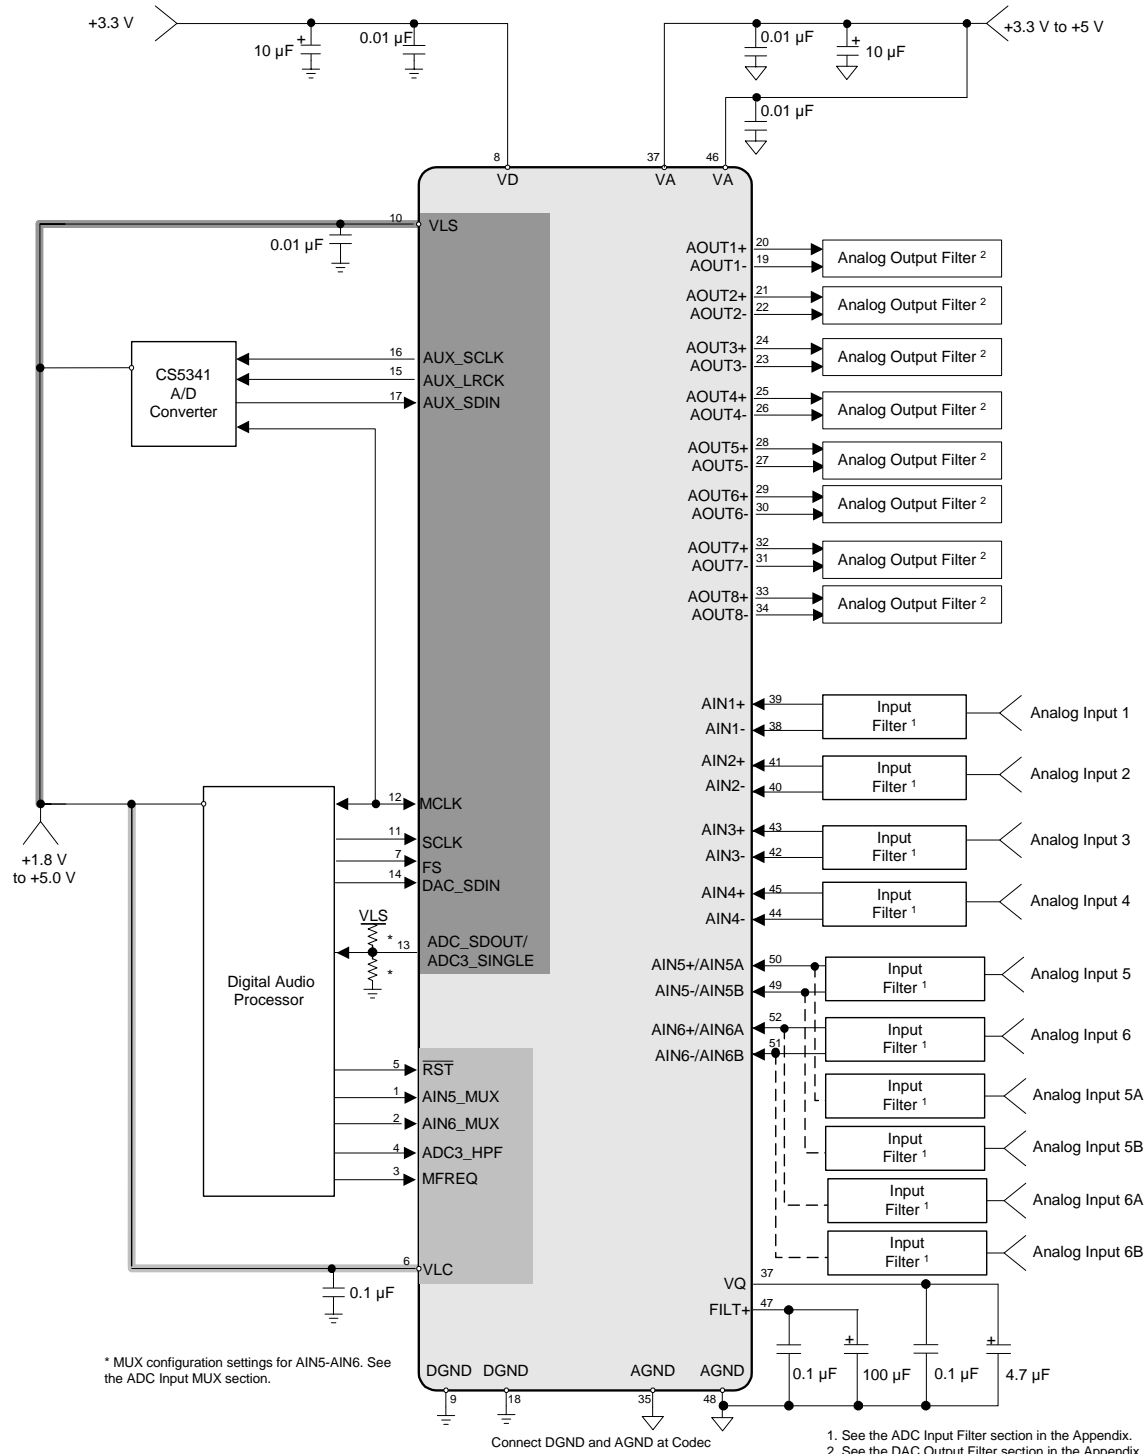 +3.3 V
10 µF
+
0.01 µF
0.01 µF
+
10 µF
+3.3 V to +5 V
0.01 µF
8
37
46
VD
VA
VA
10
VLS
0.01 µF
AOUT1+
20
AOUT1-
19
Analog Output Filter 2
AOUT2+
21
AOUT2-
22
Analog Output Filter 2
AOUT3+
24
AOUT3-
23
Analog Output Filter 2
AOUT4+
25
AOUT4-
26
Analog Output Filter 2
AOUT5+
28
AOUT5-
27
Analog Output Filter 2
AOUT6+
29
AOUT6-
30
Analog Output Filter 2
AOUT7+
32
AOUT7-
31
Analog Output Filter 2
AOUT8+
33
AOUT8-
34
Analog Output Filter 2
CS5341
A/D
Converter
16
AUX_SCLK
15
AUX_LRCK
17
AUX_SDIN
+1.8 V
to +5.0 V
12
MCLK
11
SCLK
7
FS
14
DAC_SDIN
VLS
*
*
13
ADC_SDOUT/
ADC3_SINGLE
Digital Audio
Processor
5
RST
1
AIN5_MUX
2
AIN6_MUX
4
ADC3_HPF
3
MFREQ
6
VLC
0.1 µF
AIN1+
39
AIN1-
38
Input
Filter 1
Analog Input 1
AIN2+
41
AIN2-
40
Input
Filter 1
Analog Input 2
AIN3+
43
AIN3-
42
Input
Filter 1
Analog Input 3
AIN4+
45
AIN4-
44
Input
Filter 1
Analog Input 4
AIN5+/AIN5A
50
AIN5-/AIN5B
49
Input
Filter 1
Analog Input 5
AIN6+/AIN6A
52
AIN6-/AIN6B
51
Input
Filter 1
Analog Input 6
Input
Filter 1
Analog Input 5A
Input
Filter 1
Analog Input 5B
Input
Filter 1
Analog Input 6A
Input
Filter 1
Analog Input 6B
VQ
37
FILT+
47
0.1 µF
+
100 µF
0.1 µF
+
4.7 µF
* MUX configuration settings for AIN5-AIN6. See
the ADC Input MUX section.
DGND
DGND
AGND
AGND
9
18
35
48
Connect DGND and AGND at Codec
1. See the ADC Input Filter section in the Appendix.
2. See the DAC Output Filter section in the Appendix.